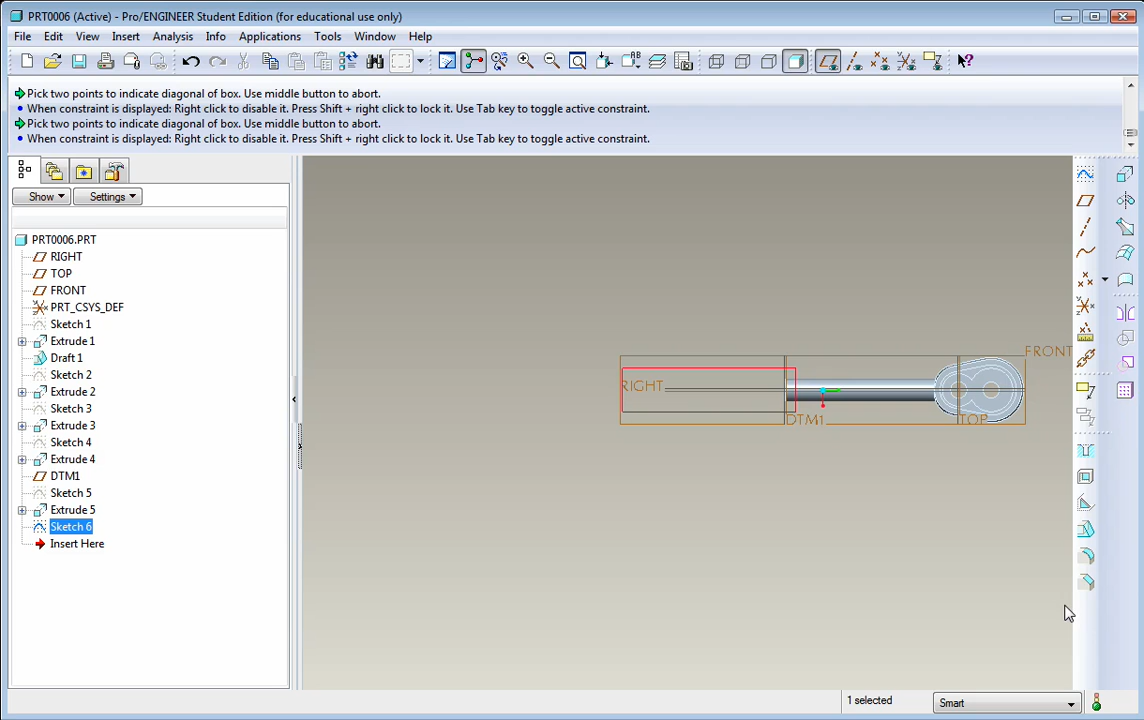 PRT0006 (Active) - Pro/ENGINEER Student Edition (for educational use only)
File Edit View Insert Analysis Info Applications Tools Window Help
Pick two points to indicate diagonal of box. Use middle button to abort.
When constraint is displayed: Right click to disable it. Press Shift + right click to lock it. Use Tab key to toggle active constraint.
Pick two points to indicate diagonal of box. Use middle button to abort.
When constraint is displayed: Right click to disable it. Press Shift + right click to lock it. Use Tab key to toggle active constraint.
Show Settings
PRT0006.PRT
RIGHT
TOP
FRONT
PRT_CSYS_DEF
Sketch 1
Extrude 1
Draft 1
Sketch 2
Extrude 2
Sketch 3
Extrude 3
Sketch 4
Extrude 4
DTM1
Sketch 5
Extrude 5
Sketch 6
Insert Here
FRONT
RIGHT
DTM1
TOP
1 selected
Smart